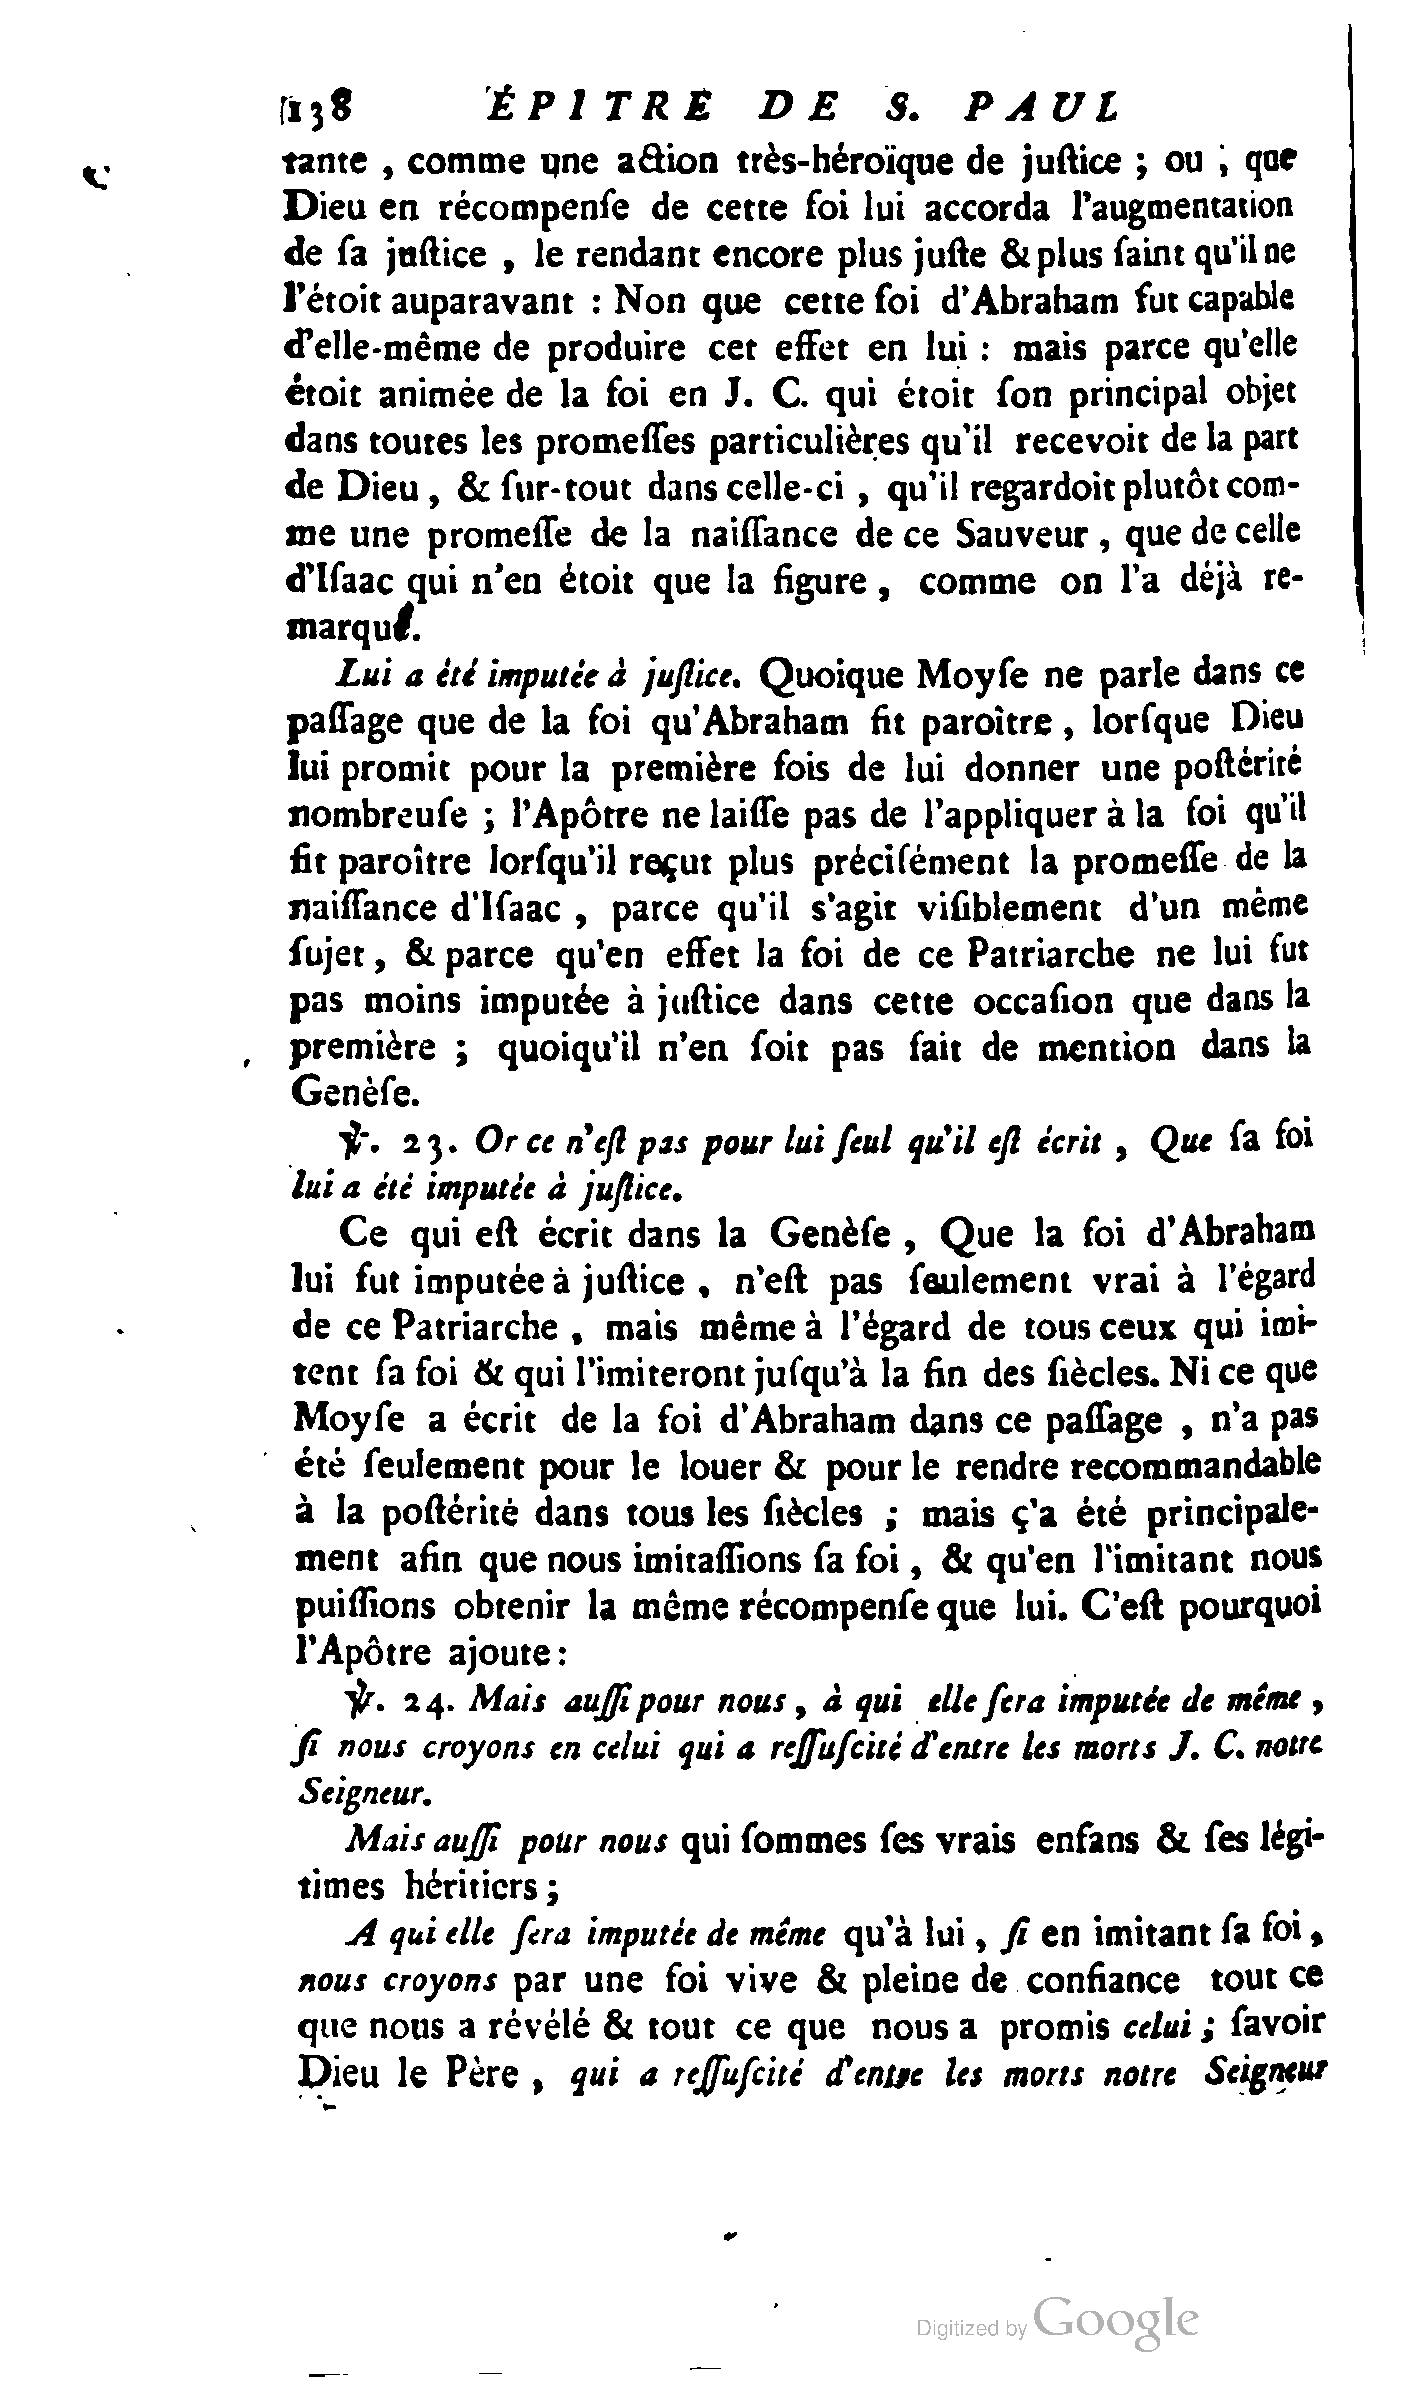 138 ÉPITRE DE S. PAUL
tante , comme une action très-héroïque de juſtice ; ou , que
Dieu en récompenſe de cette foi lui accorda l'augmentation
de ſa juſtice , le rendant encore plus juſte & plus ſaint qu'il ne
l'étoit auparavant : Non que cette foi d'Abraham fut capable
d'elle-même de produire cet effet en lui : mais parce qu'elle
étoit animée de la foi en J. C. qui étoit ſon principal objet
dans toutes les promeſſes particulières qu'il recevoit de la part
de Dieu , & ſur-tout dans celle-ci , qu'il regardoit plutôt com-
me une promeſſe de la naiſſance de ce Sauveur , que de celle
d'Iſaac qui n'en étoit que la figure , comme on l'a déjà re-
marqué.
Lui a été imputée à juſtice. Quoique Moyſe ne parle dans ce
paſſage que de la foi qu'Abraham fit paroître , lorſque Dieu
lui promit pour la première fois de lui donner une poſtérité
nombreuſe ; l'Apôtre ne laiſſe pas de l'appliquer à la foi qu'il
fit paroître lorſqu'il reçut plus préciſément la promeſſe de la
naiſſance d'Iſaac , parce qu'il s'agit viſiblement d'un même
ſujet , & parce qu'en effet la foi de ce Patriarche ne lui fut
pas moins imputée à juſtice dans cette occaſion que dans la
première ; quoiqu'il n'en ſoit pas fait de mention dans la
Genèſe.
℣. 23. Or ce n'eſt pas pour lui ſeul qu'il eſt écrit , Que ſa foi
lui a été imputée à juſtice.
Ce qui eſt écrit dans la Genèſe , Que la foi d'Abraham
lui fut imputée à juſtice , n'eſt pas ſeulement vrai à l'égard
de ce Patriarche , mais même à l'égard de tous ceux qui imi-
tent ſa foi & qui l'imiteront juſqu'à la fin des ſiècles. Ni ce que
Moyſe a écrit de la foi d'Abraham dans ce paſſage , n'a pas
été ſeulement pour le louer & pour le rendre recommandable
à la poſtérité dans tous les ſiècles ; mais ç'a été principale-
ment afin que nous imitaſſions ſa foi , & qu'en l'imitant nous
puiſſions obtenir la même récompenſe que lui. C'eſt pourquoi
l'Apôtre ajoute :
℣. 24. Mais auſſi pour nous , à qui elle ſera imputée de même ,
ſi nous croyons en celui qui a reſſuſcité d'entre les morts J. C. notre
Seigneur.
Mais auſſi pour nous qui ſommes ſes vrais enfans & ſes légi-
times héritiers ;
A qui elle ſera imputée de même qu'à lui , ſi en imitant ſa foi ,
nous croyons par une foi vive & pleine de confiance tout ce
que nous a révélé & tout ce que nous a promis celui ; ſavoir
Dieu le Père , qui a reſſuſcité d'entre les morts notre Seigneur
Digitized by Google